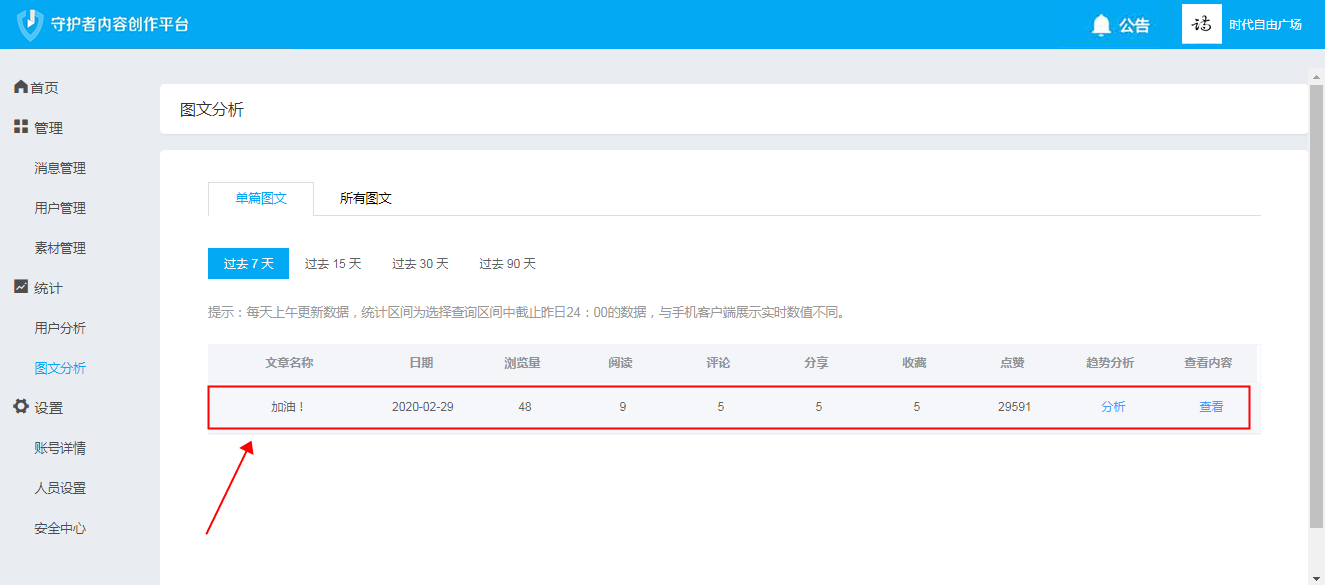 守护者内容创作平台
公告
时代自由广场
首页
管理
消息管理
用户管理
素材管理
统计
用户分析
图文分析
设置
账号详情
人员设置
安全中心
图文分析
单篇图文 所有图文
过去 7 天 过去 15 天 过去 30 天 过去 90 天
提示：每天上午更新数据，统计区间为选择查询区间中截止昨日24：00的数据，与手机客户端展示实时数值不同。
文章名称 日期 浏览量 阅读 评论 分享 收藏 点赞 趋势分析 查看内容
加油！ 2020-02-29 48 9 5 5 5 29591 分析 查看